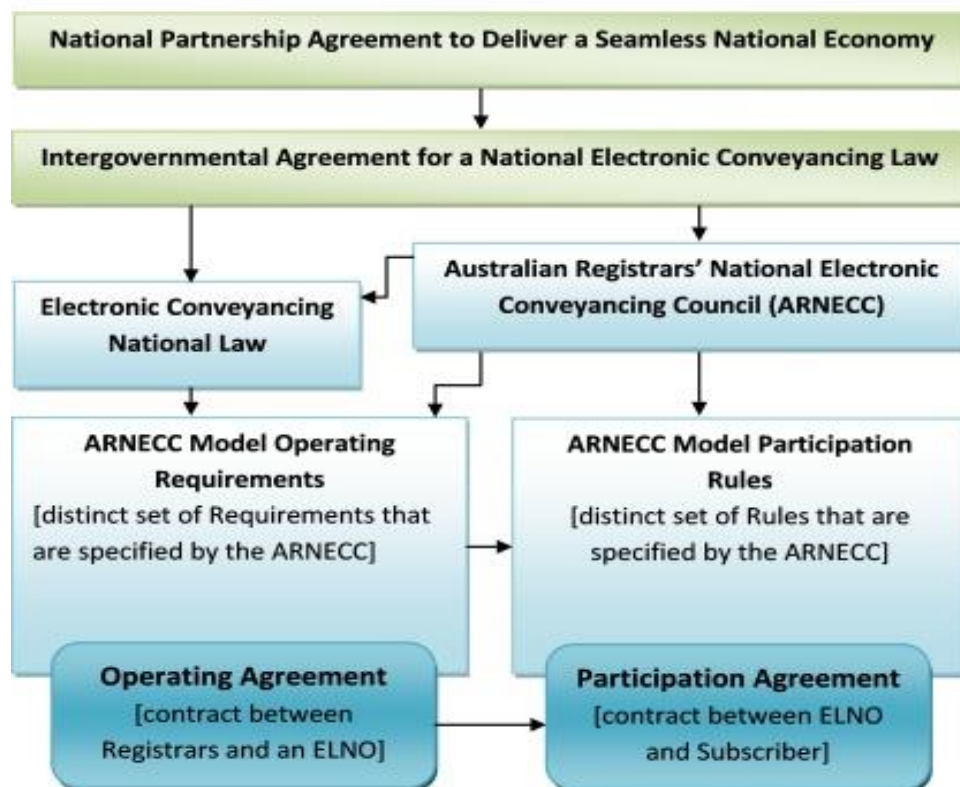 National Partnership Agreement to Deliver a Seamless National Economy
Intergovernmental Agreement for a National Electronic Conveyancing Law
Australian Registrars’ National Electronic
Conveyancing Council (ARNECC)
Electronic Conveyancing
National Law
ARNECC Model Operating
Requirements
[distinct set of Requirements that
are specified by the ARNECC]
ARNECC Model Participation
Rules
[distinct set of Rules that are
specified by the ARNECC]
Operating Agreement
[contract between
Registrars and an ELNO]
Participation Agreement
[contract between ELNO
and Subscriber]